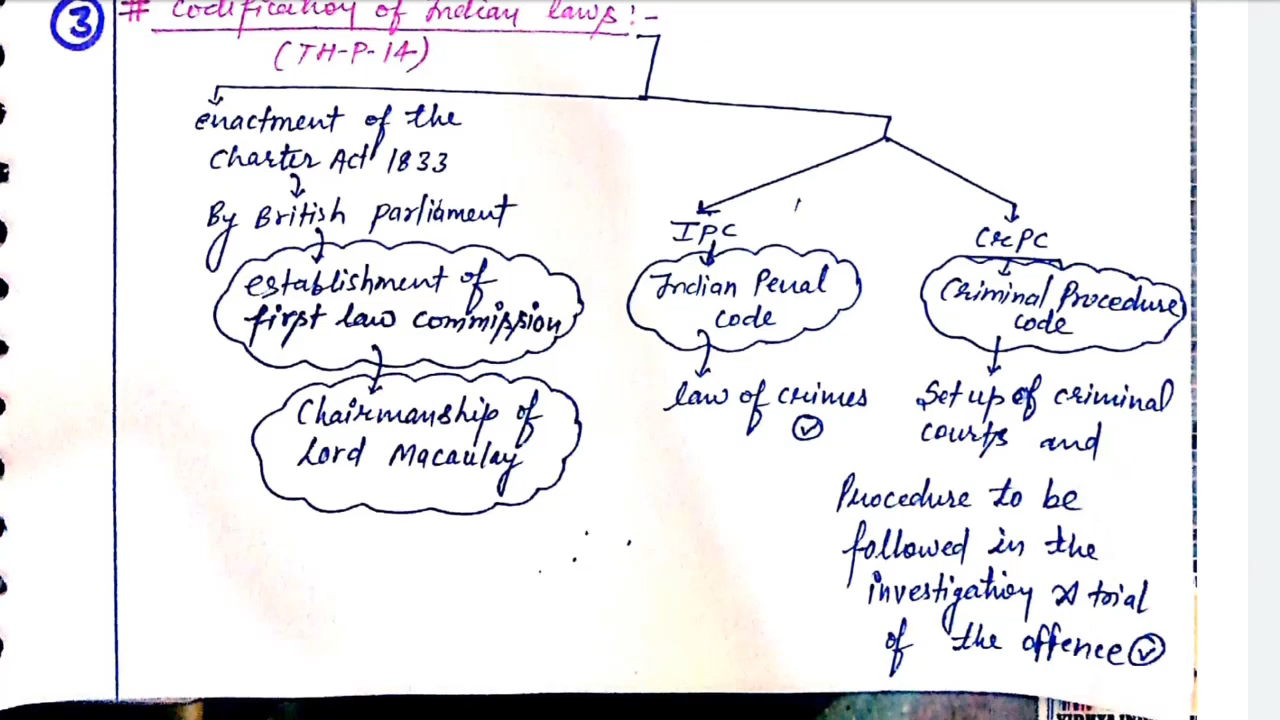 3
# Codification of Indian laws:-
(TH-P-14)
enactment of the
Charter Act 1833
By British parliament
establishment of
first law commission
Chairmanship of
Lord Macaulay
IPC
Indian Penal
code
law of crimes
CrPC
Criminal Procedure
code
Set up of criminal
courts and
Procedure to be
followed in the
investigation & trial
of the offence